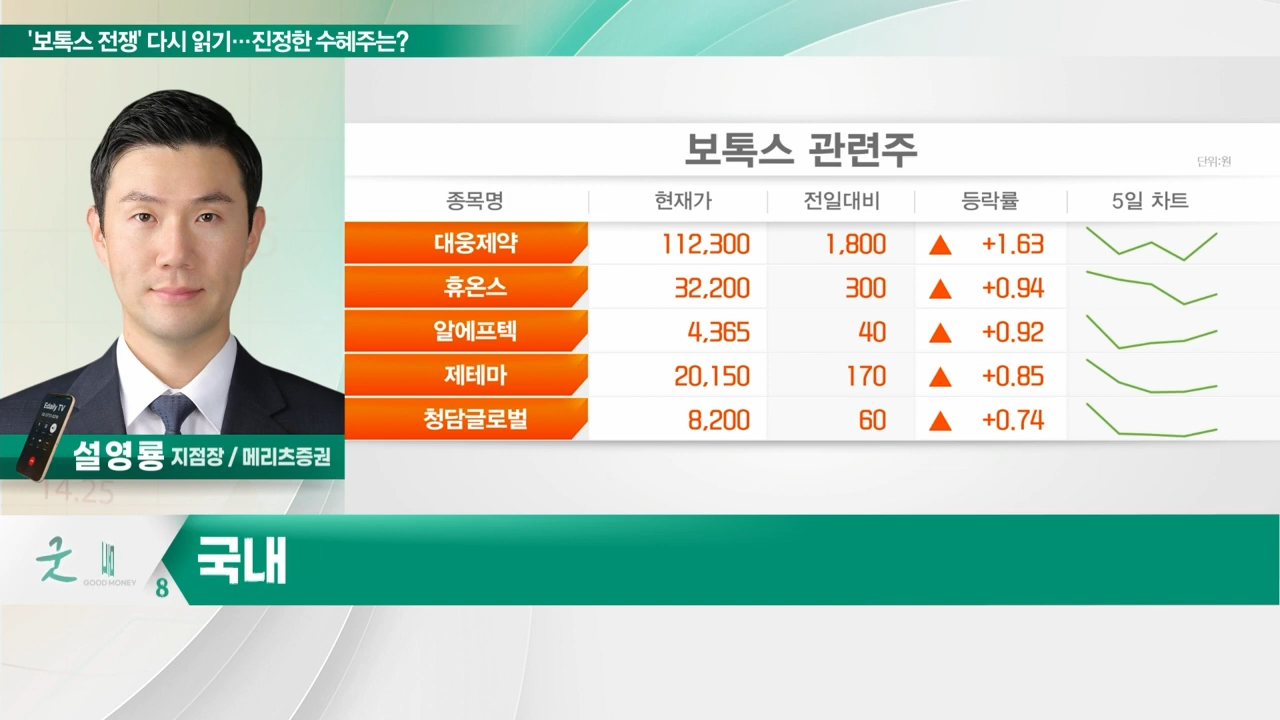 '보톡스 전쟁' 다시 읽기…진정한 수혜주는?
보톡스 관련주
단위:원
종목명 현재가 전일대비 등락률 5일 차트
대웅제약 112,300 1,800 ▲ +1.63
휴온스 32,200 300 ▲ +0.94
알에프텍 4,365 40 ▲ +0.92
제테마 20,150 170 ▲ +0.85
청담글로벌 8,200 60 ▲ +0.74
Edaily TV
설영룡 지점장 / 메리츠증권
14.25
굿
GOOD MONEY
8
국내